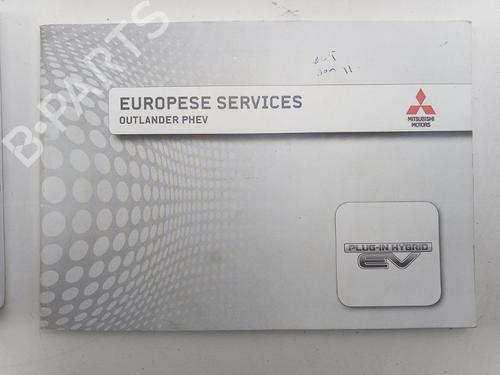 EUROPESE SERVICES
OUTLANDER PHEV
MITSUBISHI
MOTORS
PLUG-IN HYBRID
EV
B-PARTS